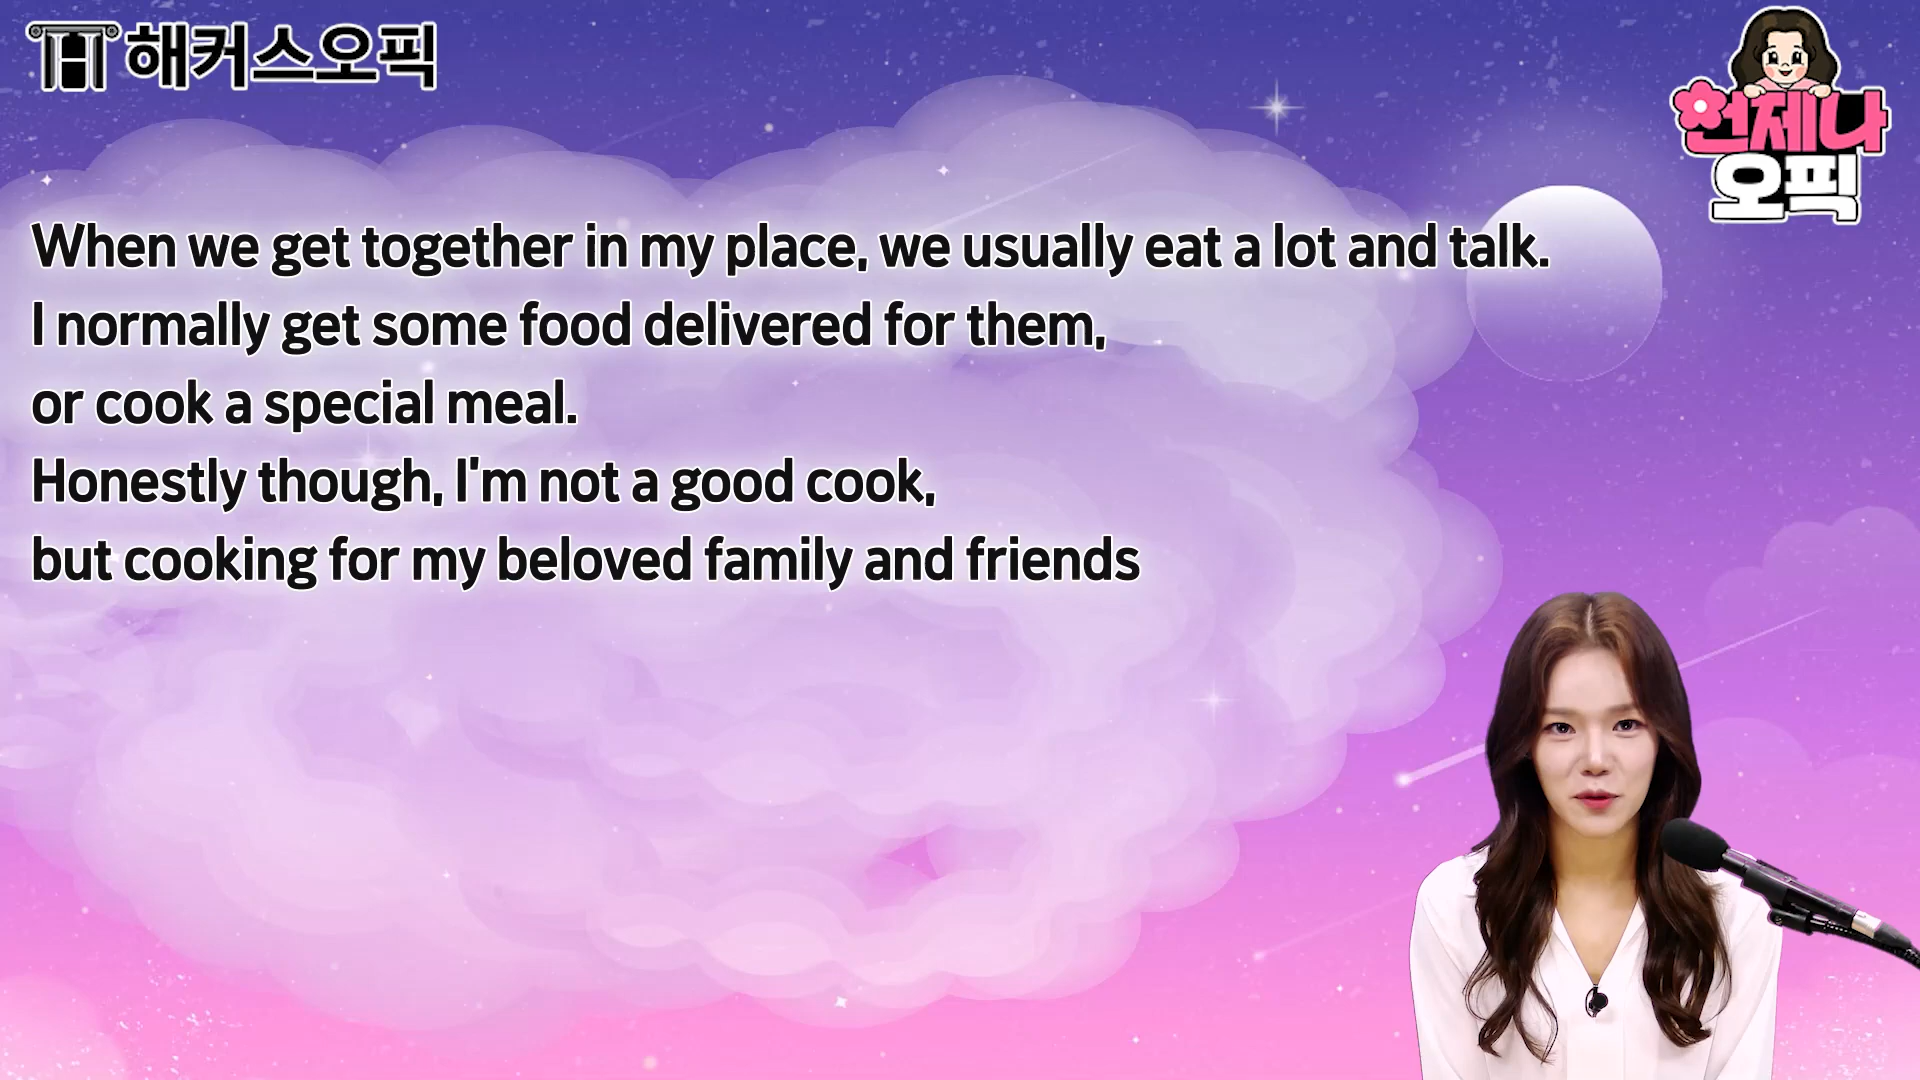 해커스오픽
언제나
오픽
When we get together in my place, we usually eat a lot and talk.
I normally get some food delivered for them,
or cook a special meal.
Honestly though, I'm not a good cook,
but cooking for my beloved family and friends